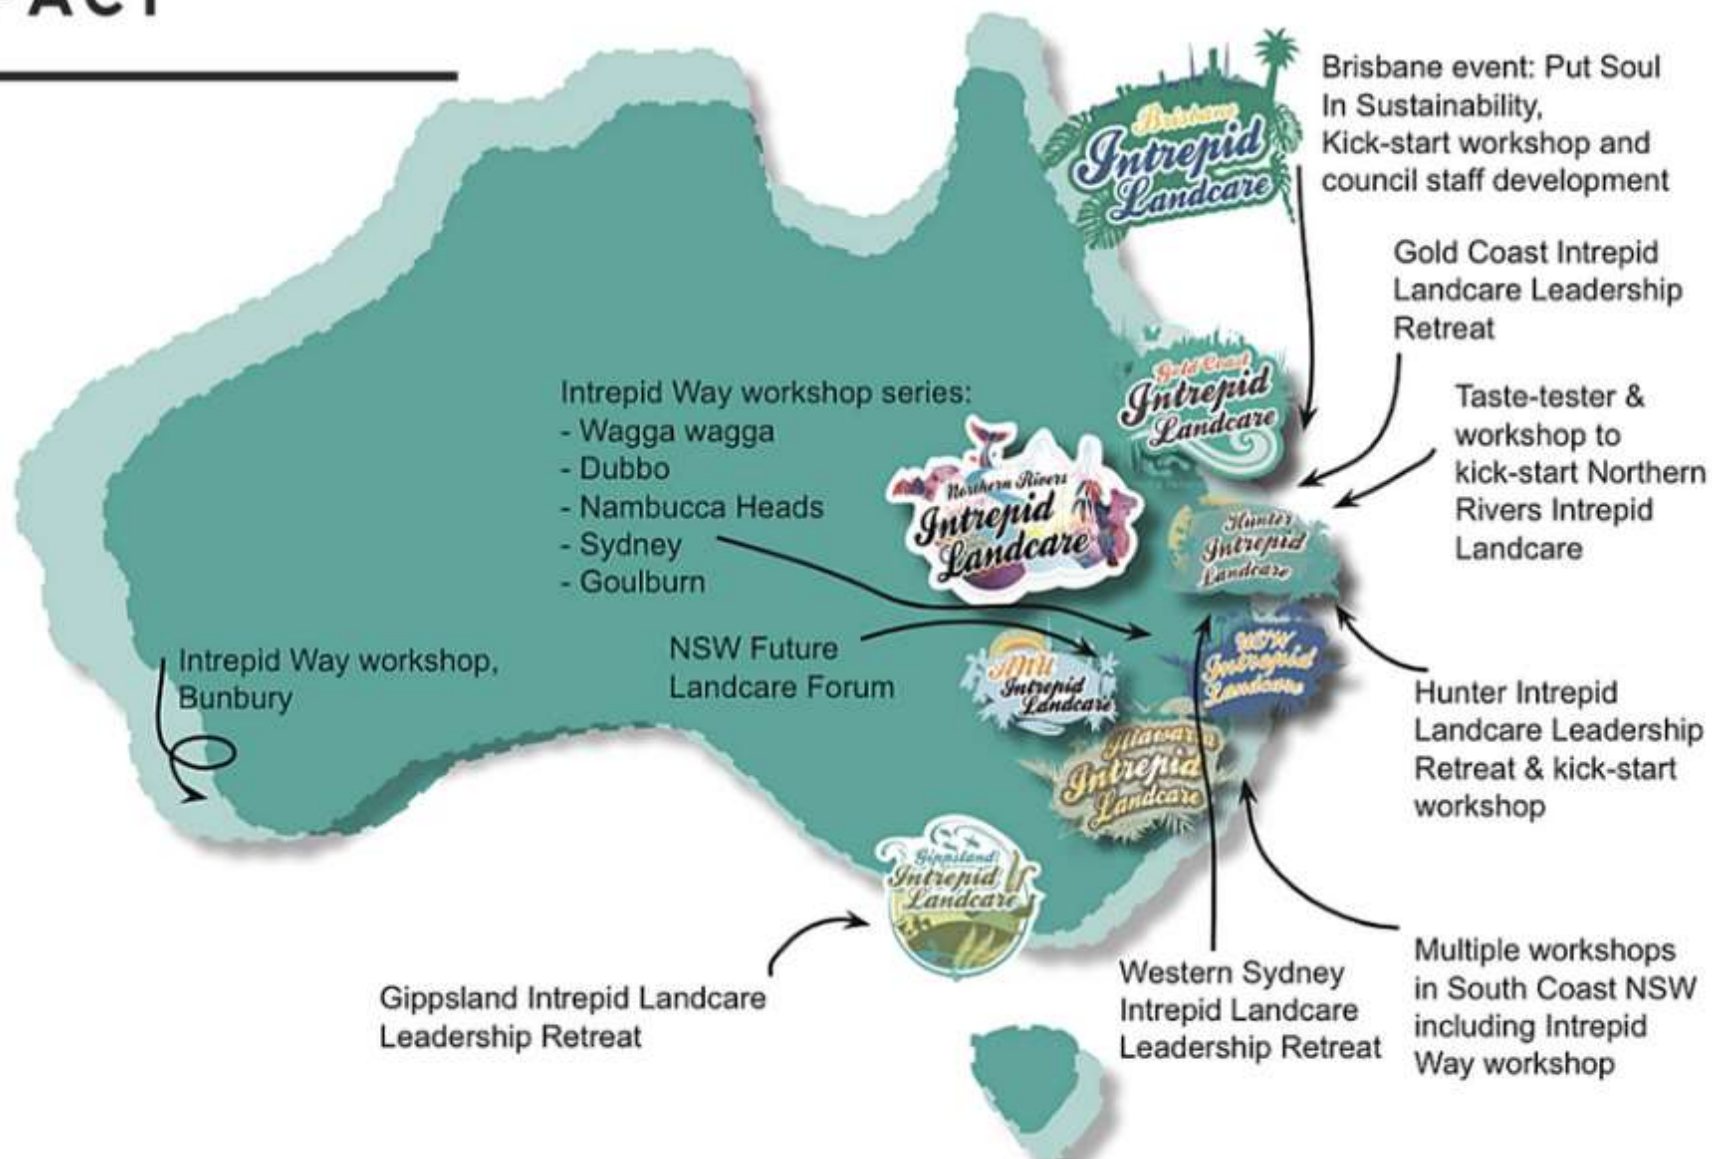 PACT
Brisbane event: Put Soul
In Sustainability,
Kick-start workshop and
council staff development
Brisbane
Intrepid
Landcare
Gold Coast Intrepid
Landcare Leadership
Retreat
Gold Coast
Intrepid
Landcare
Taste-tester &
workshop to
kick-start Northern
Rivers Intrepid
Landcare
Intrepid Way workshop series:
- Wagga wagga
- Dubbo
- Nambucca Heads
- Sydney
- Goulburn
Northern Rivers
Intrepid
Landcare
Hunter
Intrepid
Landcare
Intrepid Way workshop,
Bunbury
NSW Future
Landcare Forum
ANU
Intrepid
Landcare
UOW
Intrepid
Landcare
Hunter Intrepid
Landcare Leadership
Retreat & kick-start
workshop
Illawarra
Intrepid
Landcare
Gippsland
Intrepid
Landcare
Gippsland Intrepid Landcare
Leadership Retreat
Western Sydney
Intrepid Landcare
Leadership Retreat
Multiple workshops
in South Coast NSW
including Intrepid
Way workshop